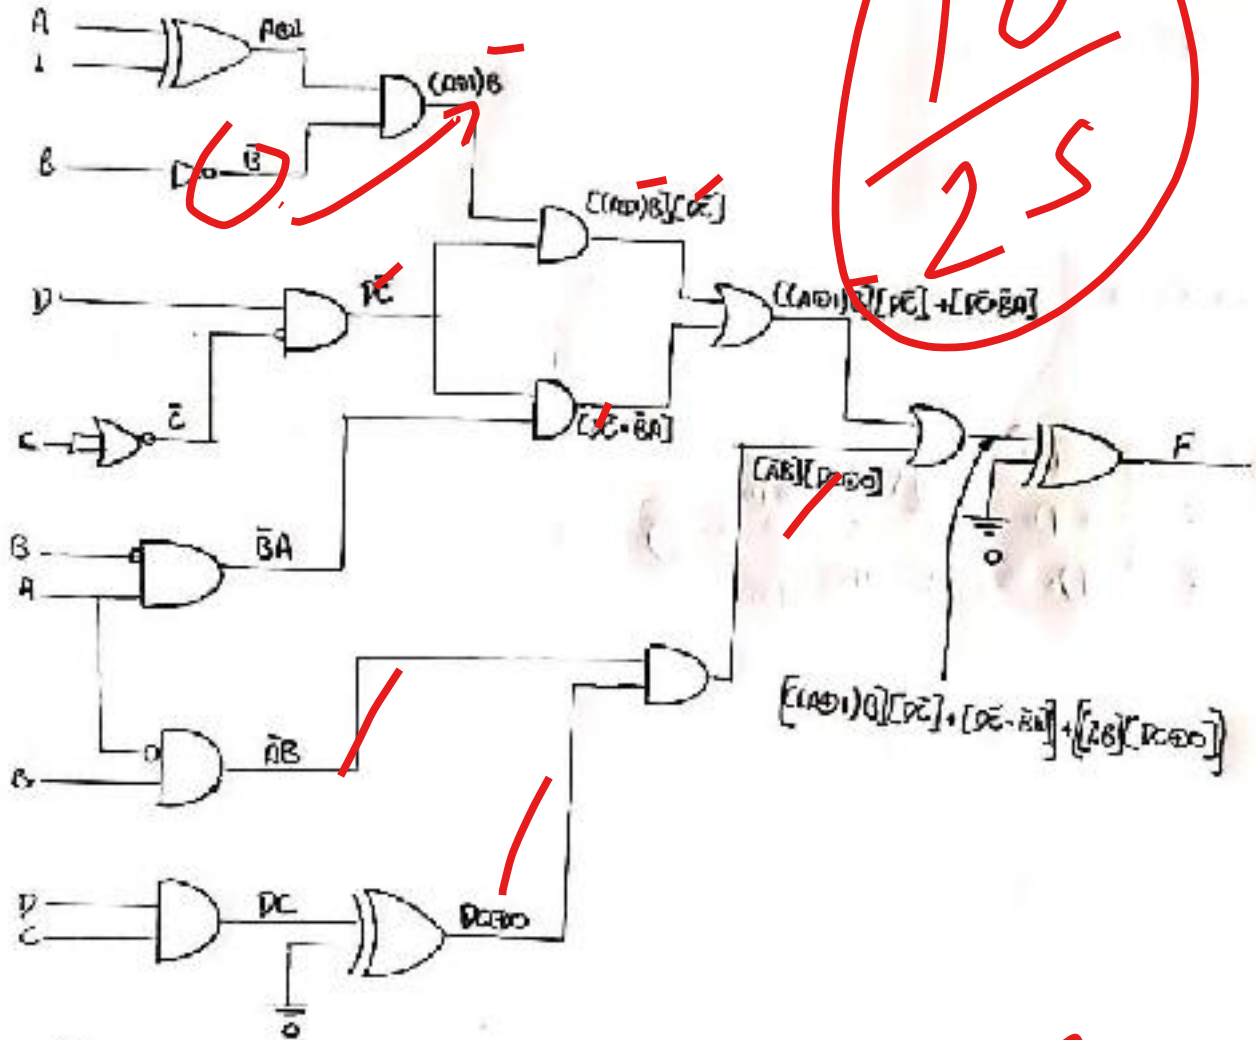 A
1
A⊕1
(A⊕1)B
B
B̄
[(A⊕1)B][DC̄]
D
DC̄
[(A⊕1)B][DC̄] + [DC̄·B̄A]
C
C̄
[DC̄·B̄A]
F
[ĀB][DC⊕0]
0
B
A
B̄A
[[(A⊕1)B][DC̄] + [DC̄·B̄A]] + [[ĀB][DC⊕0]]
B
ĀB
D
C
DC
DC⊕0
0
10
25